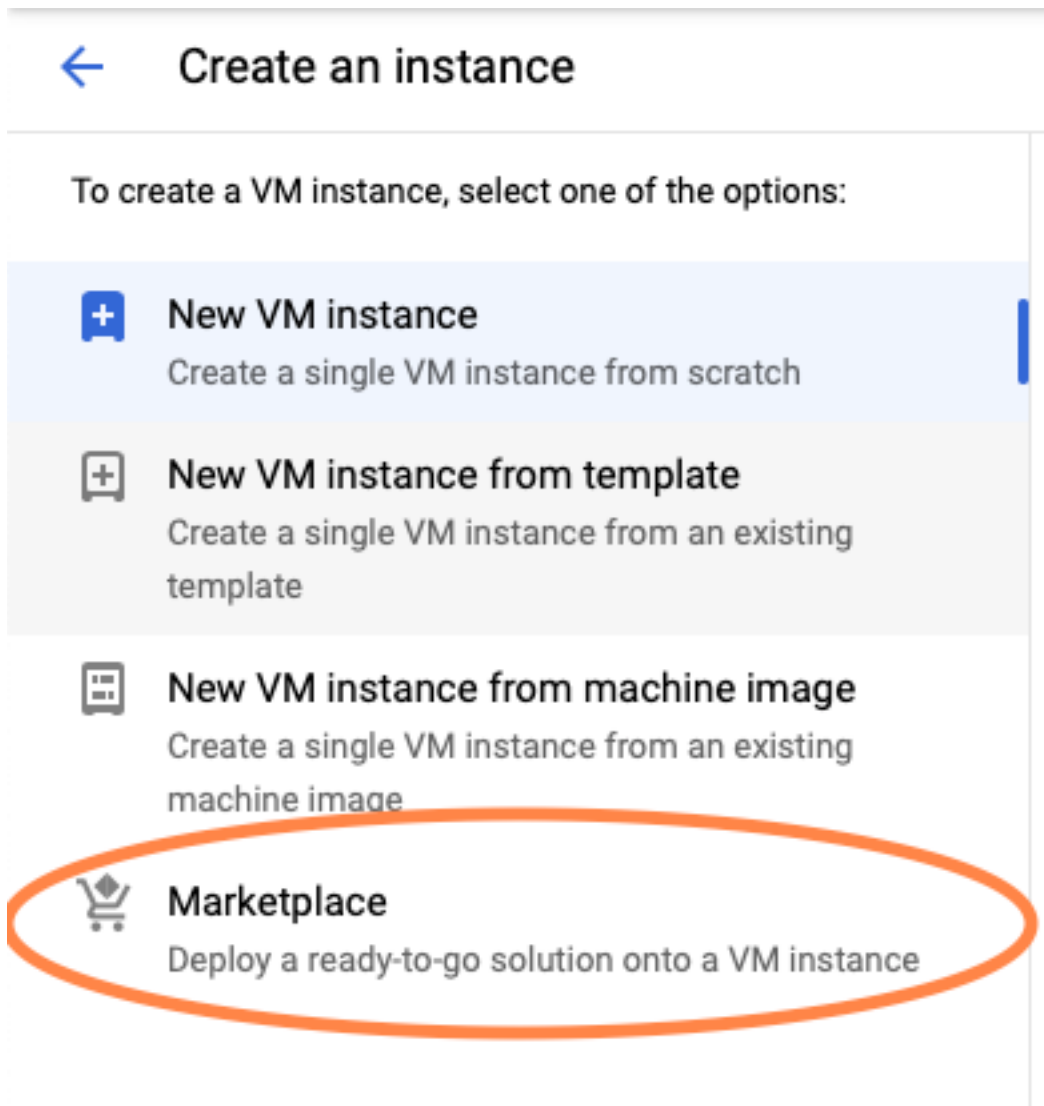 Create an instance
To create a VM instance, select one of the options:
New VM instance
Create a single VM instance from scratch
New VM instance from template
Create a single VM instance from an existing
template
New VM instance from machine image
Create a single VM instance from an existing
machine image
Marketplace
Deploy a ready-to-go solution onto a VM instance